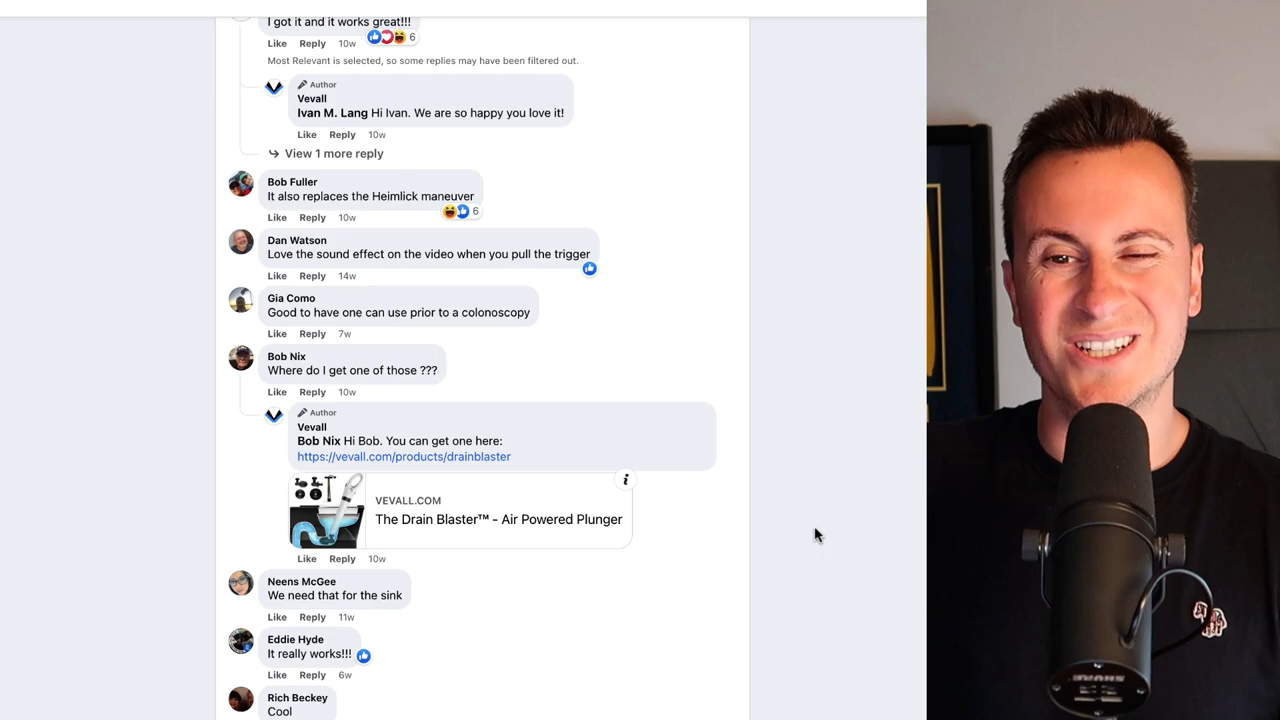 I got it and it works great!!!
Like Reply 10w 6
Most Relevant is selected, so some replies may have been filtered out.
Author
Vevall
Ivan M. Lang Hi Ivan. We are so happy you love it!
Like Reply 10w
View 1 more reply
Bob Fuller
It also replaces the Heimlick maneuver
Like Reply 10w 6
Dan Watson
Love the sound effect on the video when you pull the trigger
Like Reply 14w
Gia Como
Good to have one can use prior to a colonoscopy
Like Reply 7w
Bob Nix
Where do I get one of those ???
Like Reply 10w
Author
Vevall
Bob Nix Hi Bob. You can get one here:
https://vevall.com/products/drainblaster
VEVALL.COM
The Drain Blaster™ - Air Powered Plunger
Like Reply 10w
Neens McGee
We need that for the sink
Like Reply 11w
Eddie Hyde
It really works!!!
Like Reply 6w
Rich Beckey
Cool
SHURE